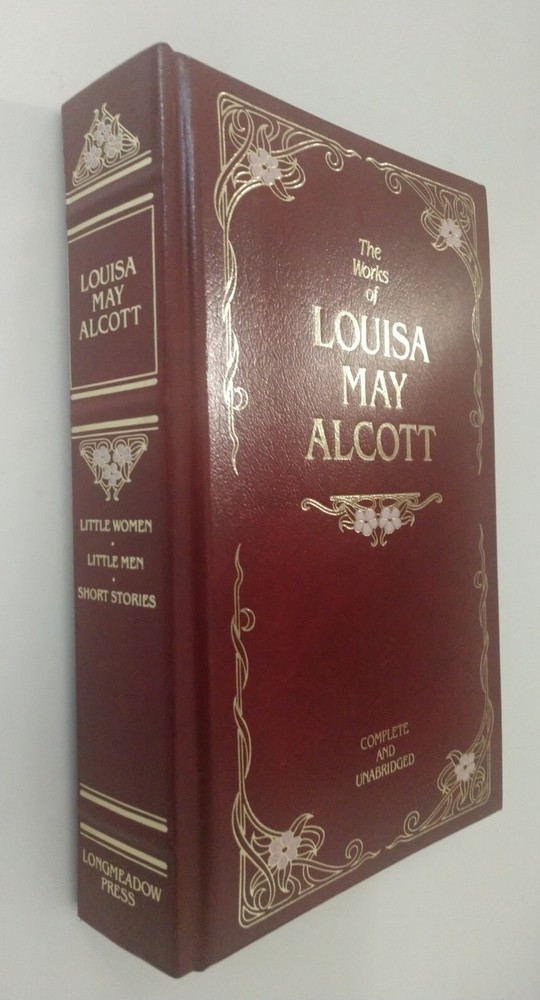 LOUISA
MAY
ALCOTT
LITTLE WOMEN
•
LITTLE MEN
•
SHORT STORIES
LONGMEADOW
PRESS
The
Works
of
LOUISA
MAY
ALCOTT
COMPLETE
AND
UNABRIDGED